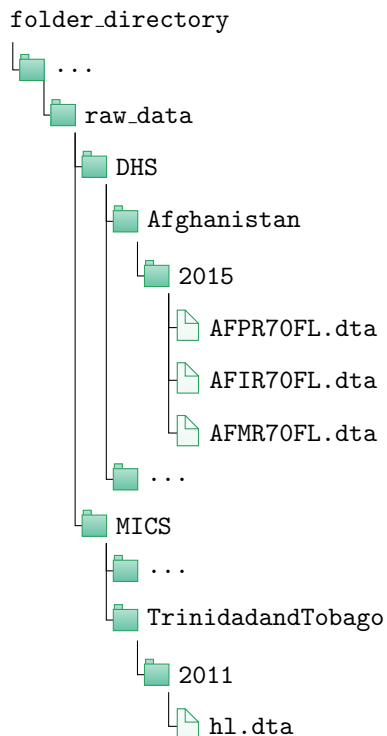 folder_directory
...
raw_data
DHS
Afghanistan
2015
AFPR70FL.dta
AFIR70FL.dta
AFMR70FL.dta
...
MICS
...
TrinidadandTobago
2011
hl.dta